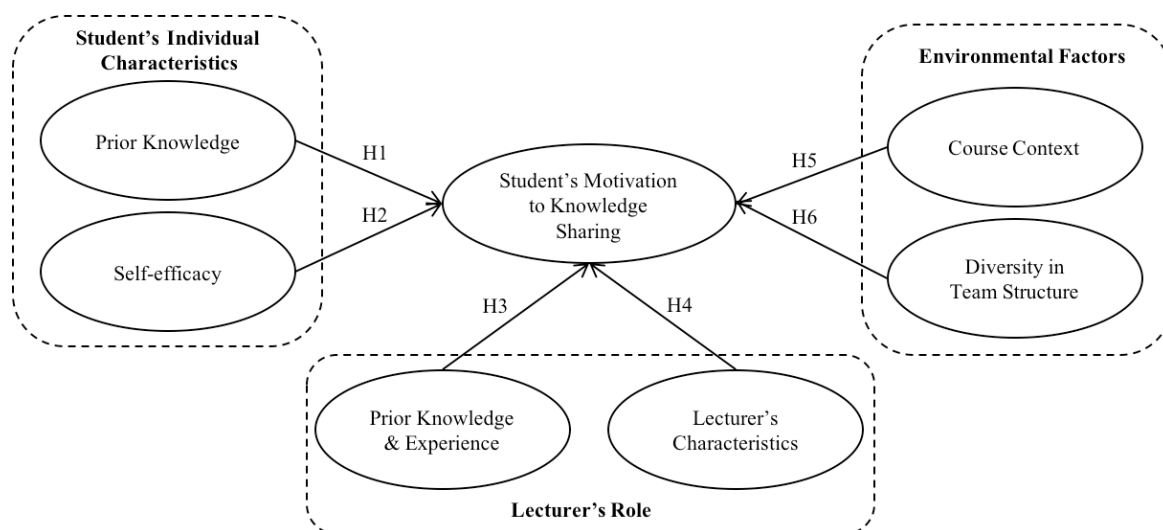 Student’s Individual
Characteristics
Prior Knowledge
Self-efficacy
H1
H2
Student’s Motivation
to Knowledge
Sharing
H3
H4
H5
H6
Environmental Factors
Course Context
Diversity in
Team Structure
Prior Knowledge
& Experience
Lecturer’s
Characteristics
Lecturer’s Role